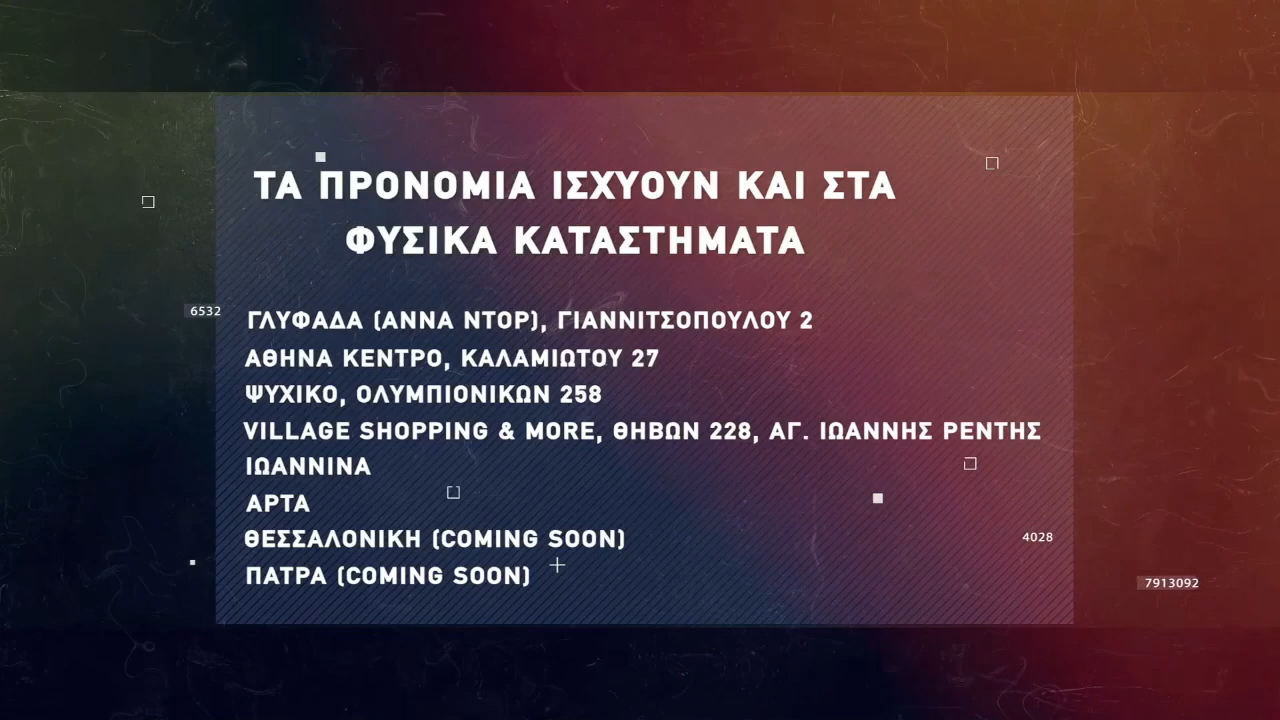 ΤΑ ΠΡΟΝΟΜΙΑ ΙΣΧΥΟΥΝ ΚΑΙ ΣΤΑ
ΦΥΣΙΚΑ ΚΑΤΑΣΤΗΜΑΤΑ
6532
ΓΛΥΦΑΔΑ (ΑΝΝΑ ΝΤΟΡ), ΓΙΑΝΝΙΤΣΟΠΟΥΛΟΥ 2
ΑΘΗΝΑ ΚΕΝΤΡΟ, ΚΑΛΑΜΙΩΤΟΥ 27
ΨΥΧΙΚΟ, ΟΛΥΜΠΙΟΝΙΚΩΝ 258
VILLAGE SHOPPING & MORE, ΘΗΒΩΝ 228, ΑΓ. ΙΩΑΝΝΗΣ ΡΕΝΤΗΣ
ΙΩΑΝΝΙΝΑ
ΑΡΤΑ
ΘΕΣΣΑΛΟΝΙΚΗ (COMING SOON)
4028
ΠΑΤΡΑ (COMING SOON)
7913092